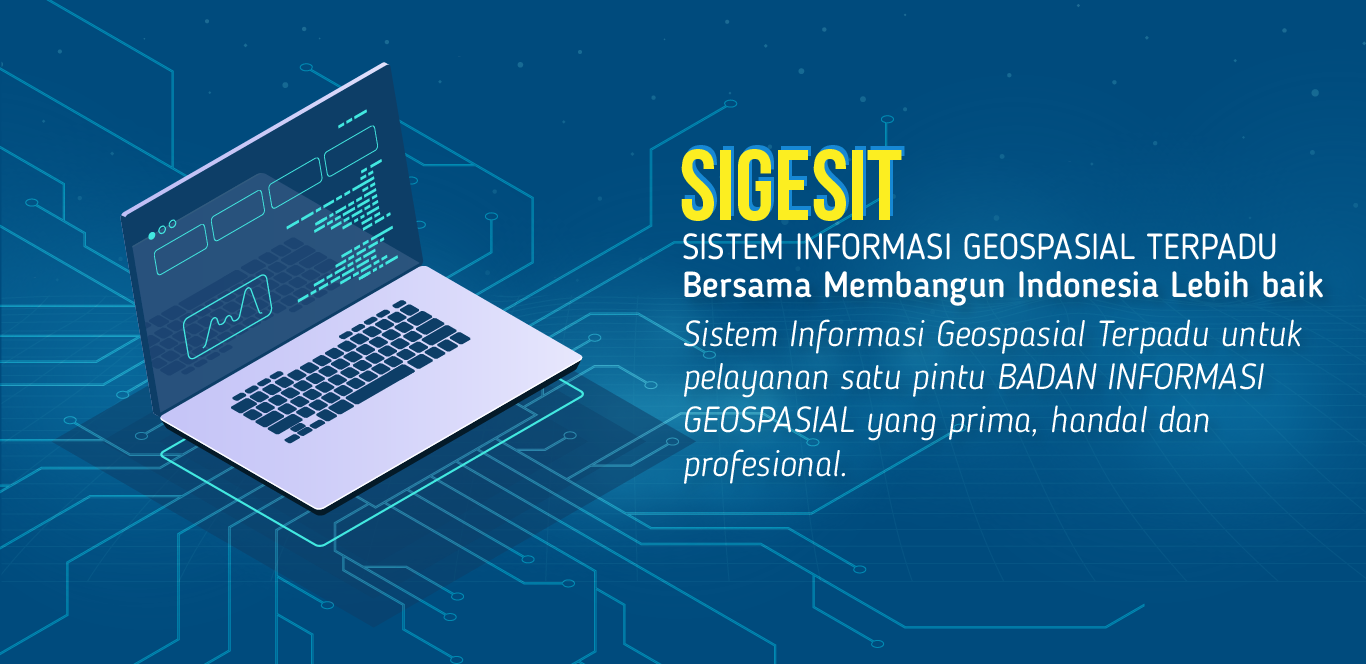 SIGESIT
SISTEM INFORMASI GEOSPASIAL TERPADU
Bersama Membangun Indonesia Lebih baik
Sistem Informasi Geospasial Terpadu untuk
pelayanan satu pintu BADAN INFORMASI
GEOSPASIAL yang prima, handal dan
profesional.